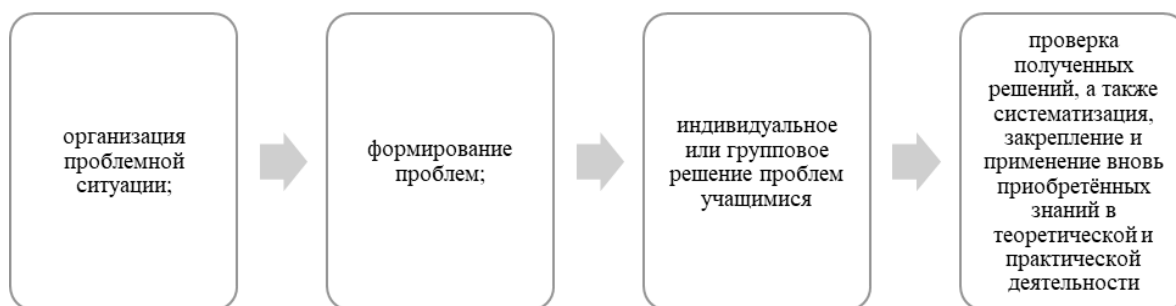 организация
проблемной
ситуации;
формирование
проблем;
индивидуальное
или групповое
решение проблем
учащимися
проверка
полученных
решений, а также
систематизация,
закрепление и
применение вновь
приобретённых
знаний в
теоретической и
практической
деятельности